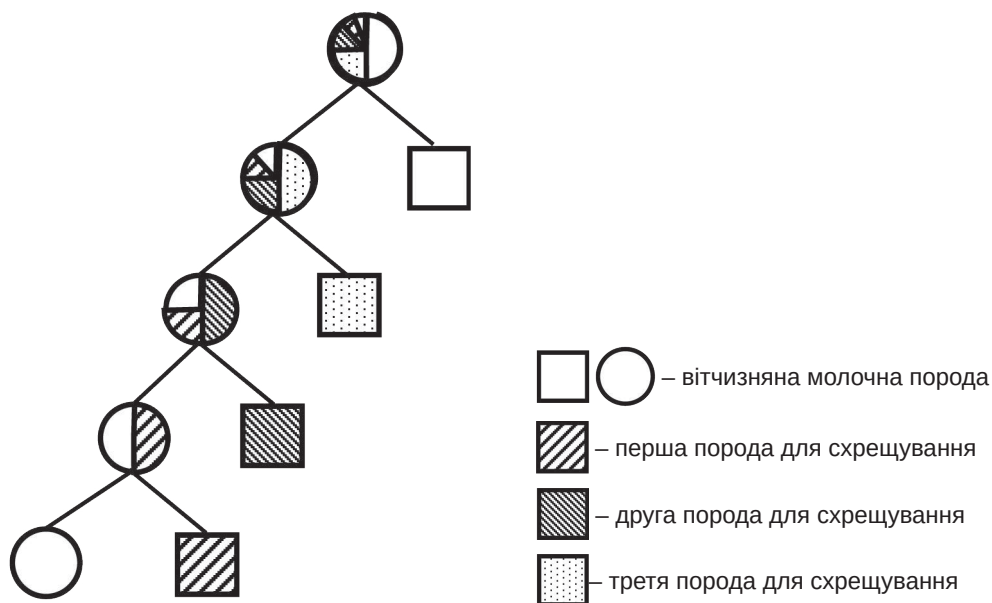 – вітчизняна молочна порода
– перша порода для схрещування
– друга порода для схрещування
– третя порода для схрещування